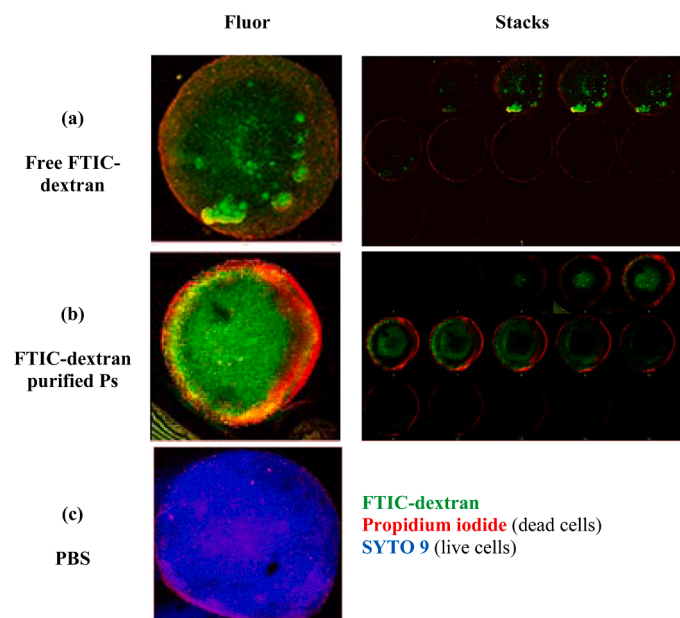 Fluor
Stacks
(a)
Free FTIC-
dextran
(b)
FTIC-dextran
purified Ps
(c)
PBS
FTIC-dextran
Propidium iodide (dead cells)
SYTO 9 (live cells)